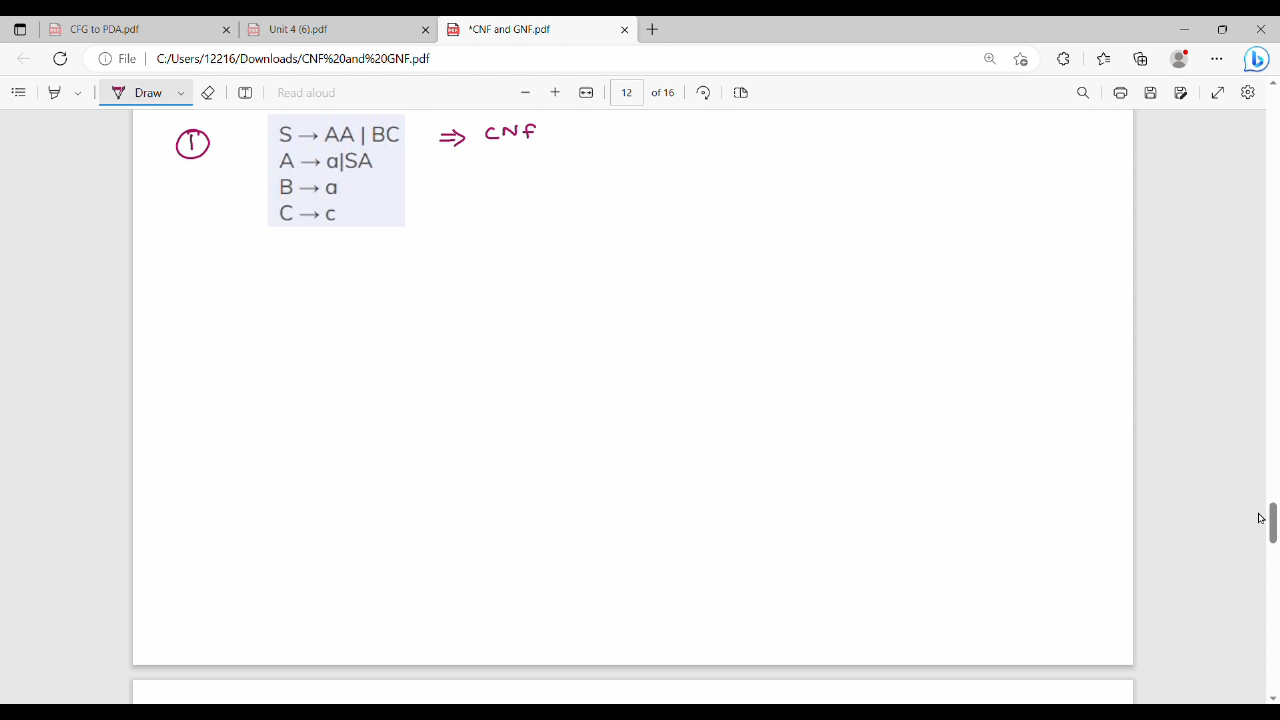 CFG to PDA.pdf
Unit 4 (6).pdf
*CNF and GNF.pdf
File
C:/Users/12216/Downloads/CNF%20and%20GNF.pdf
Draw
Read aloud
12 of 16
1 S → AA | BC ⇒ CNF
A → a|SA
B → a
C → c